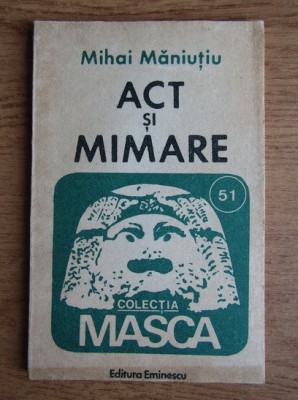 Mihai Măniuțiu
ACT
ȘI
MIMARE
51
COLECȚIA
MASCA
Editura Eminescu